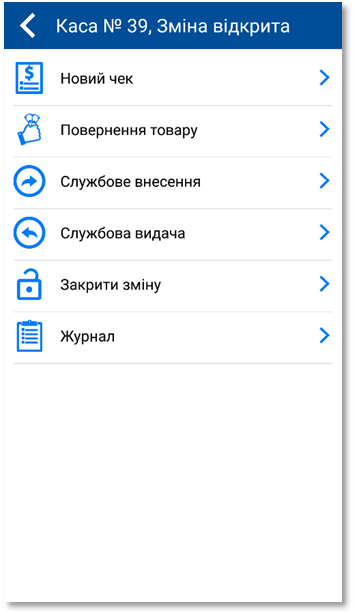 Каса № 39, Зміна відкрита
Новий чек
Повернення товару
Службове внесення
Службова видача
Закрити зміну
Журнал